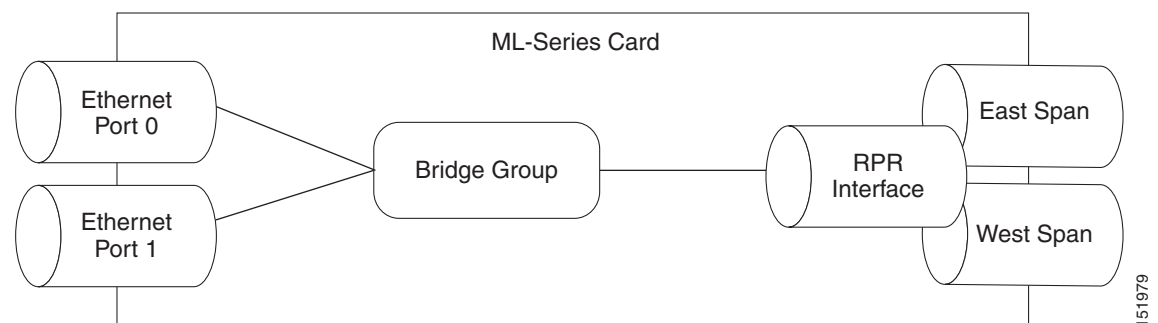 ML-Series Card
Ethernet
Port 0
East Span
Bridge Group
RPR
Interface
Ethernet
Port 1
West Span
151979